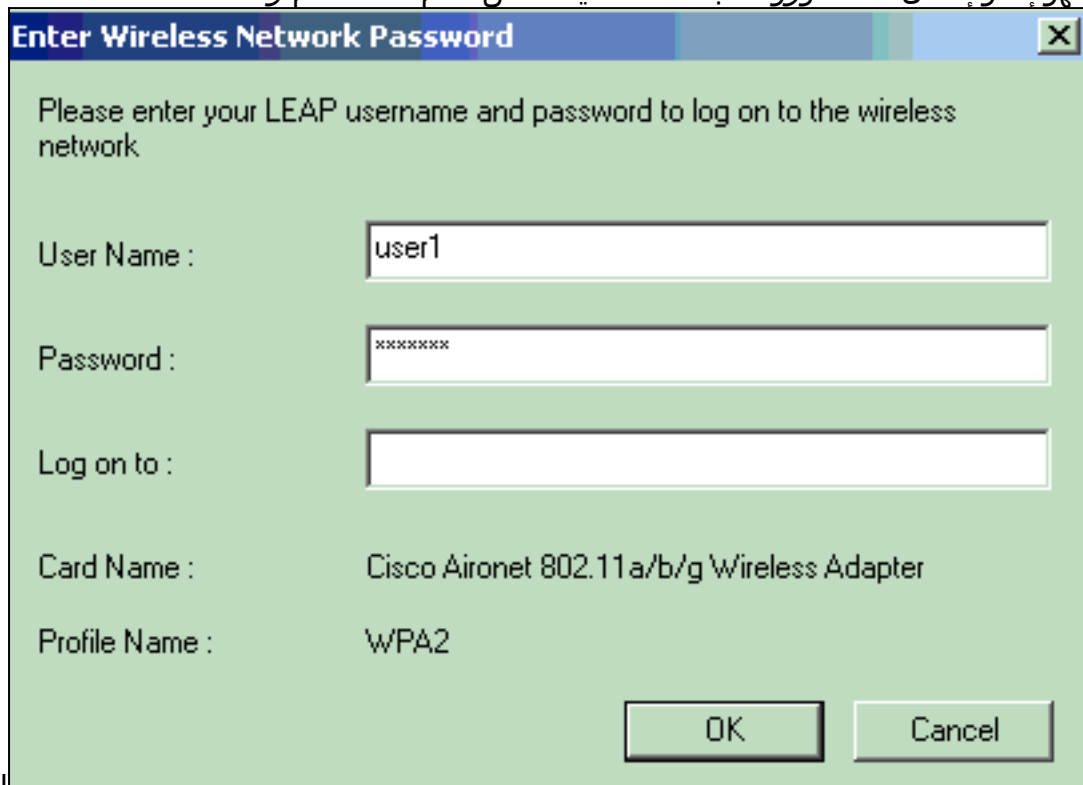 Enter Wireless Network Password
Please enter your LEAP username and password to log on to the wireless
network
User Name :
user1
Password :
*******
Log on to :
Card Name :
Cisco Aironet 802.11a/b/g Wireless Adapter
Profile Name :
WPA2
OK
Cancel